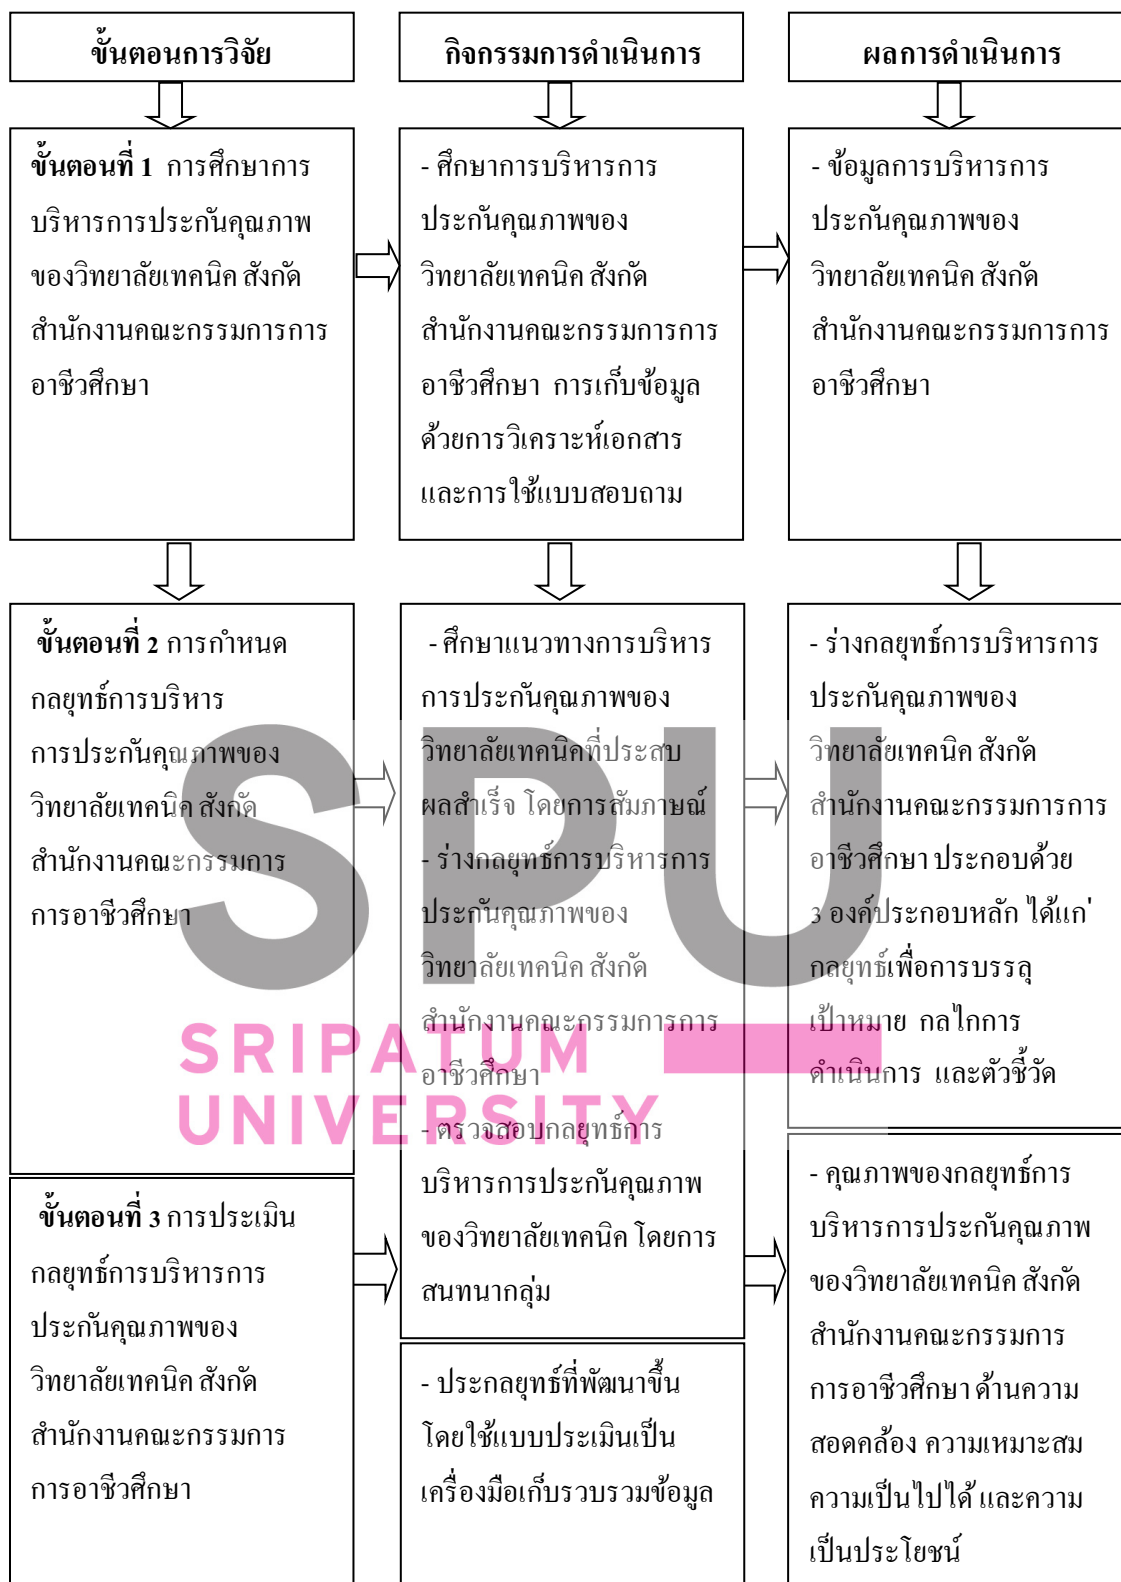 ขั้นตอนการวิจัย
กิจกรรมการดำเนินการ
ผลการดำเนินการ
ขั้นตอนที่ 1 การศึกษาการ
บริหารการประกันคุณภาพ
ของวิทยาลัยเทคนิค สังกัด
สำนักงานคณะกรรมการการ
อาชีวศึกษา
- ศึกษาการบริหารการ
ประกันคุณภาพของ
วิทยาลัยเทคนิค สังกัด
สำนักงานคณะกรรมการการ
อาชีวศึกษา การเก็บข้อมูล
ด้วยการวิเคราะห์เอกสาร
และการใช้แบบสอบถาม
- ข้อมูลการบริหารการ
ประกันคุณภาพของ
วิทยาลัยเทคนิค สังกัด
สำนักงานคณะกรรมการการ
อาชีวศึกษา
ขั้นตอนที่ 2 การกำหนด
กลยุทธ์การบริหาร
การประกันคุณภาพของ
วิทยาลัยเทคนิค สังกัด
สำนักงานคณะกรรมการ
การอาชีวศึกษา
- ศึกษาแนวทางการบริหาร
การประกันคุณภาพของ
วิทยาลัยเทคนิคที่ประสบ
ผลสำเร็จ โดยการสัมภาษณ์
- ร่างกลยุทธ์การบริหารการ
ประกันคุณภาพของ
วิทยาลัยเทคนิค สังกัด
สำนักงานคณะกรรมการการ
อาชีวศึกษา
- ตรวจสอบกลยุทธ์การ
บริหารการประกันคุณภาพ
ของวิทยาลัยเทคนิค โดยการ
สนทนากลุ่ม
- ร่างกลยุทธ์การบริหารการ
ประกันคุณภาพของ
วิทยาลัยเทคนิค สังกัด
สำนักงานคณะกรรมการการ
อาชีวศึกษา ประกอบด้วย
3 องค์ประกอบหลัก ได้แก่
กลยุทธ์เพื่อการบรรลุ
เป้าหมาย กลไกการ
ดำเนินการ และตัวชี้วัด
ขั้นตอนที่ 3 การประเมิน
กลยุทธ์การบริหารการ
ประกันคุณภาพของ
วิทยาลัยเทคนิค สังกัด
สำนักงานคณะกรรมการ
การอาชีวศึกษา
- ประกลยุทธ์ที่พัฒนาขึ้น
โดยใช้แบบประเมินเป็น
เครื่องมือเก็บรวบรวมข้อมูล
- คุณภาพของกลยุทธ์การ
บริหารการประกันคุณภาพ
ของวิทยาลัยเทคนิค สังกัด
สำนักงานคณะกรรมการ
การอาชีวศึกษา ด้านความ
สอดคล้อง ความเหมาะสม
ความเป็นไปได้ และความ
เป็นประโยชน์
SPU
SRIPATUM
UNIVERSITY